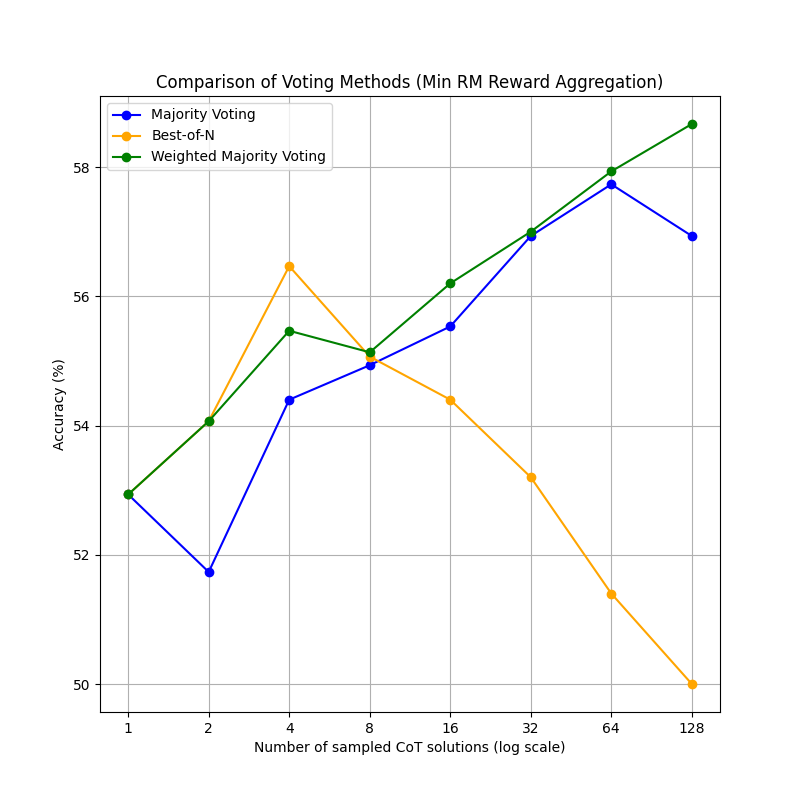 Comparison of Voting Methods (Min RM Reward Aggregation)
Majority Voting
Best-of-N
Weighted Majority Voting
58
56
54
52
50
Accuracy (%)
1 2 4 8 16 32 64 128
Number of sampled CoT solutions (log scale)